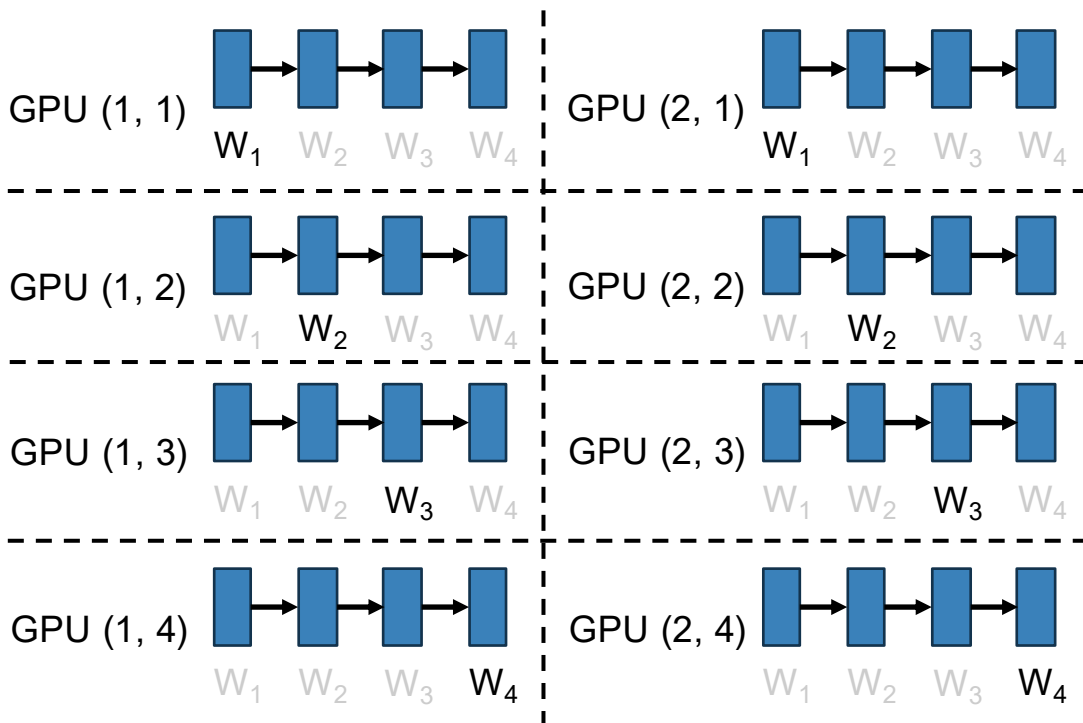 GPU (1, 1)
W₁ W₂ W₃ W₄
GPU (2, 1)
W₁ W₂ W₃ W₄
GPU (1, 2)
W₁ W₂ W₃ W₄
GPU (2, 2)
W₁ W₂ W₃ W₄
GPU (1, 3)
W₁ W₂ W₃ W₄
GPU (2, 3)
W₁ W₂ W₃ W₄
GPU (1, 4)
W₁ W₂ W₃ W₄
GPU (2, 4)
W₁ W₂ W₃ W₄